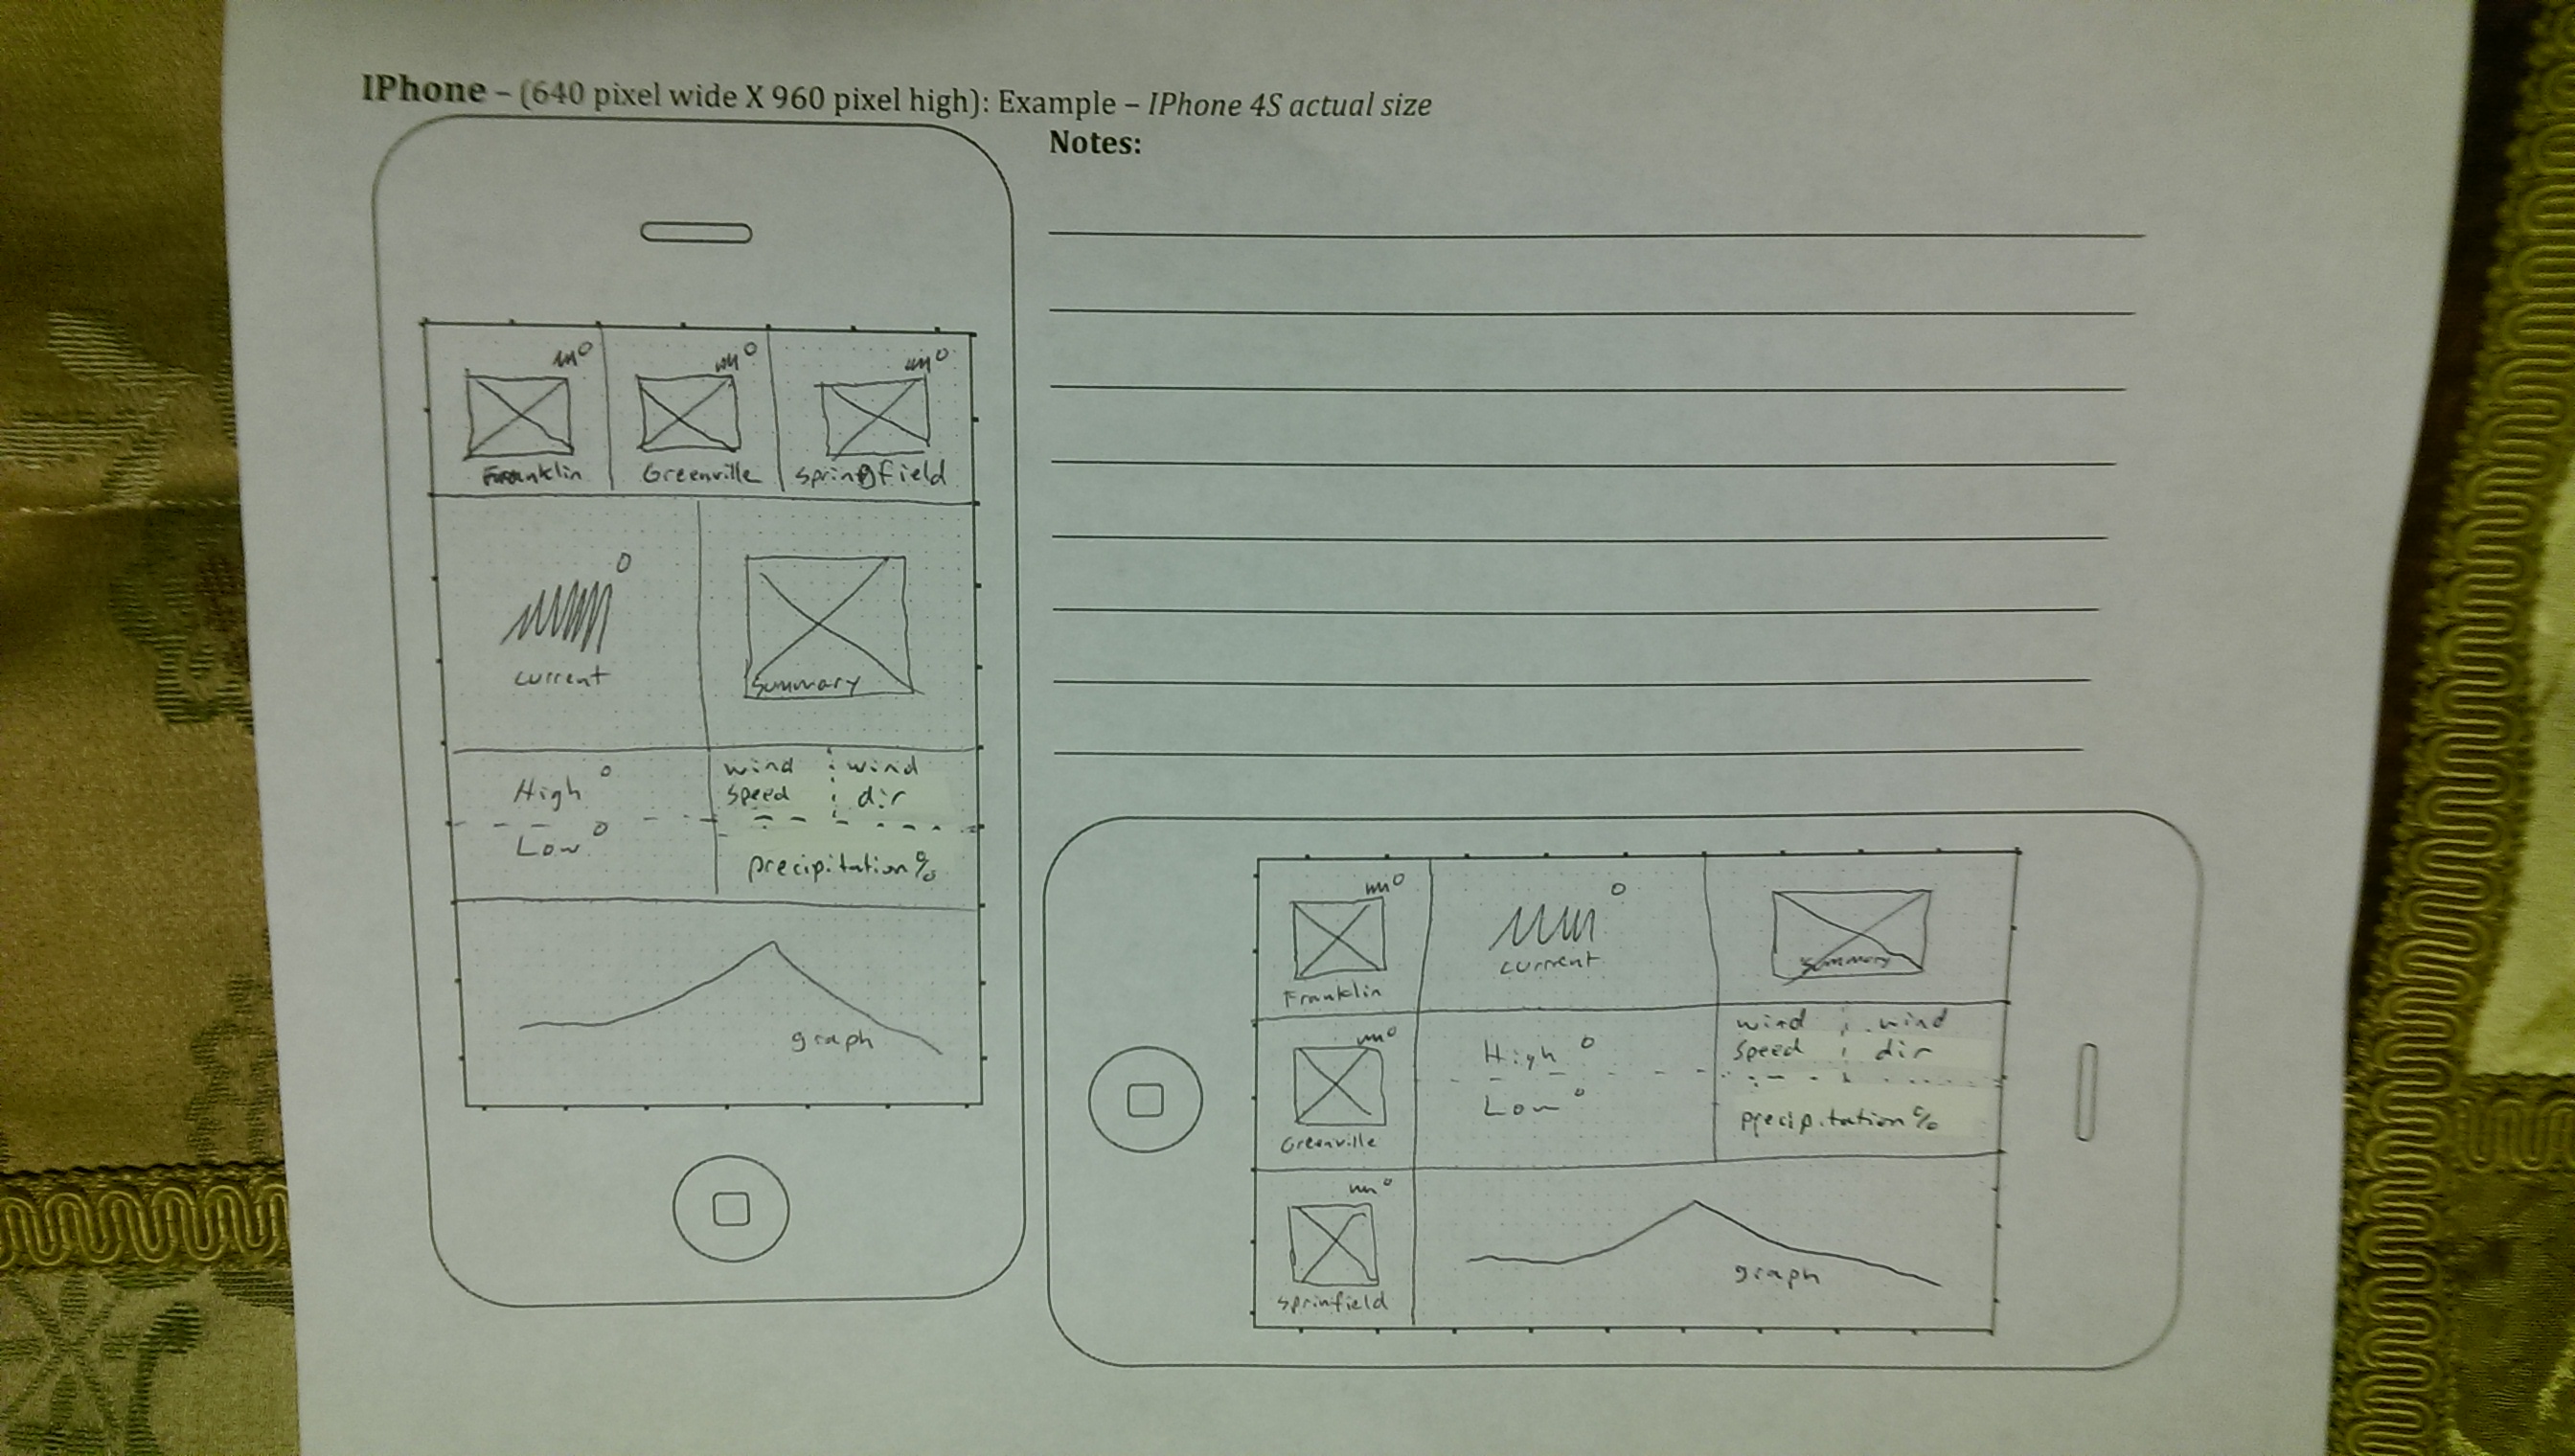 IPhone – (640 pixel wide X 960 pixel high): Example – IPhone 4S actual size
Notes:
Franklin Greenville Springfield
current Summary
High °
Low °
wind speed
wind dir
precipitation %
graph
Franklin
current
Summary
Greenville
High °
Low °
wind speed
wind dir
precipitation %
Sprinfield
graph